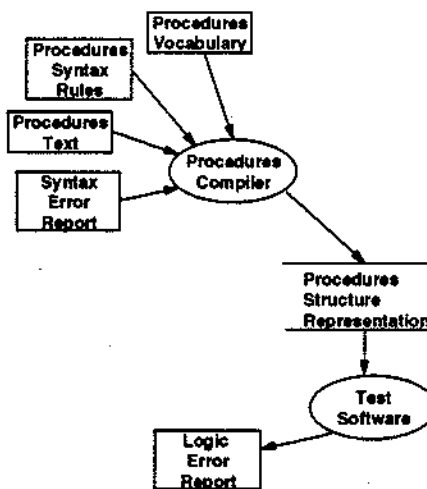 Procedures
Vocabulary
Procedures
Syntax
Rules
Procedures
Text
Syntax
Error
Report
Procedures
Compiler
Procedures
Structure
Representation
Test
Software
Logic
Error
Report